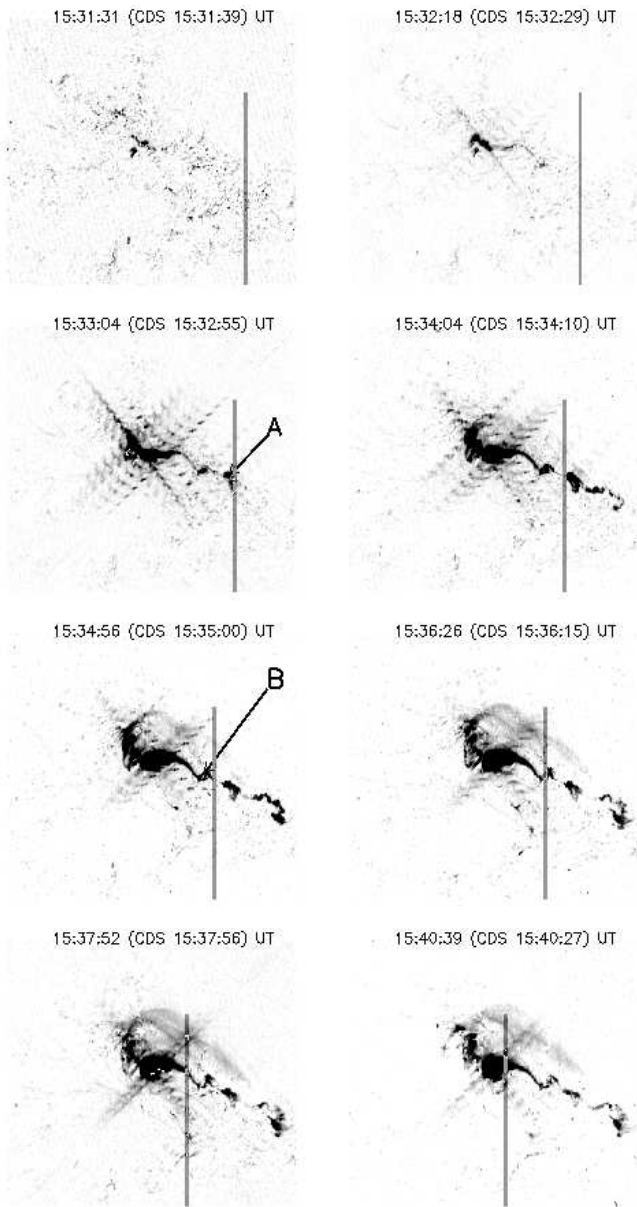 15:31:31 (CDS 15:31:39) UT
15:32:18 (CDS 15:32:29) UT
15:33:04 (CDS 15:32:55) UT
15:34:04 (CDS 15:34:10) UT
A
15:34:56 (CDS 15:35:00) UT
15:36:26 (CDS 15:36:15) UT
B
15:37:52 (CDS 15:37:56) UT
15:40:39 (CDS 15:40:27) UT